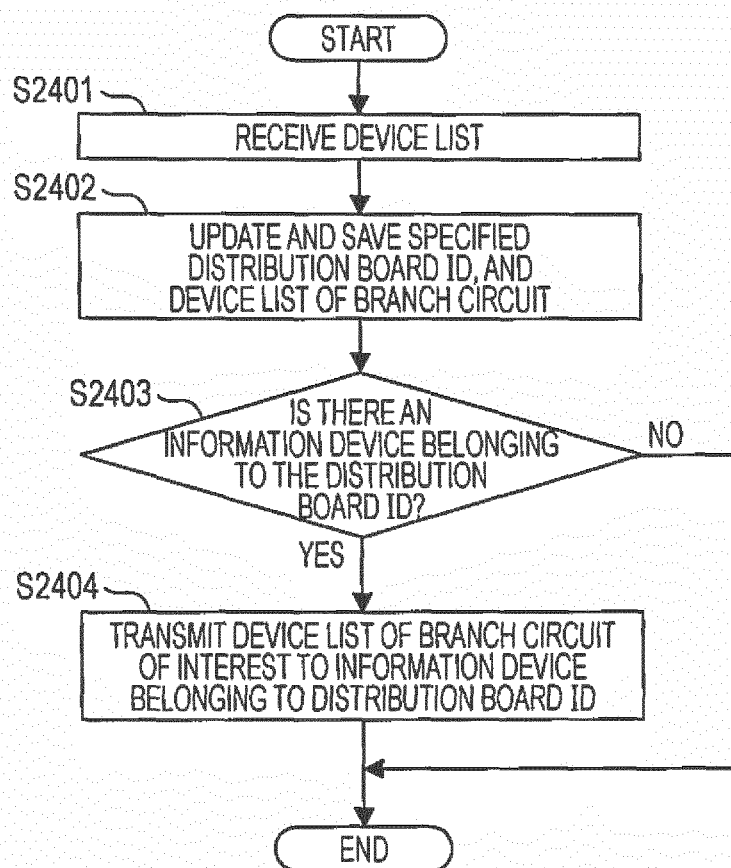 START
S2401
RECEIVE DEVICE LIST
S2402
UPDATE AND SAVE SPECIFIED
DISTRIBUTION BOARD ID, AND
DEVICE LIST OF BRANCH CIRCUIT
S2403
IS THERE AN
INFORMATION DEVICE BELONGING
TO THE DISTRIBUTION
BOARD ID?
NO
YES
S2404
TRANSMIT DEVICE LIST OF BRANCH CIRCUIT
OF INTEREST TO INFORMATION DEVICE
BELONGING TO DISTRIBUTION BOARD ID
END